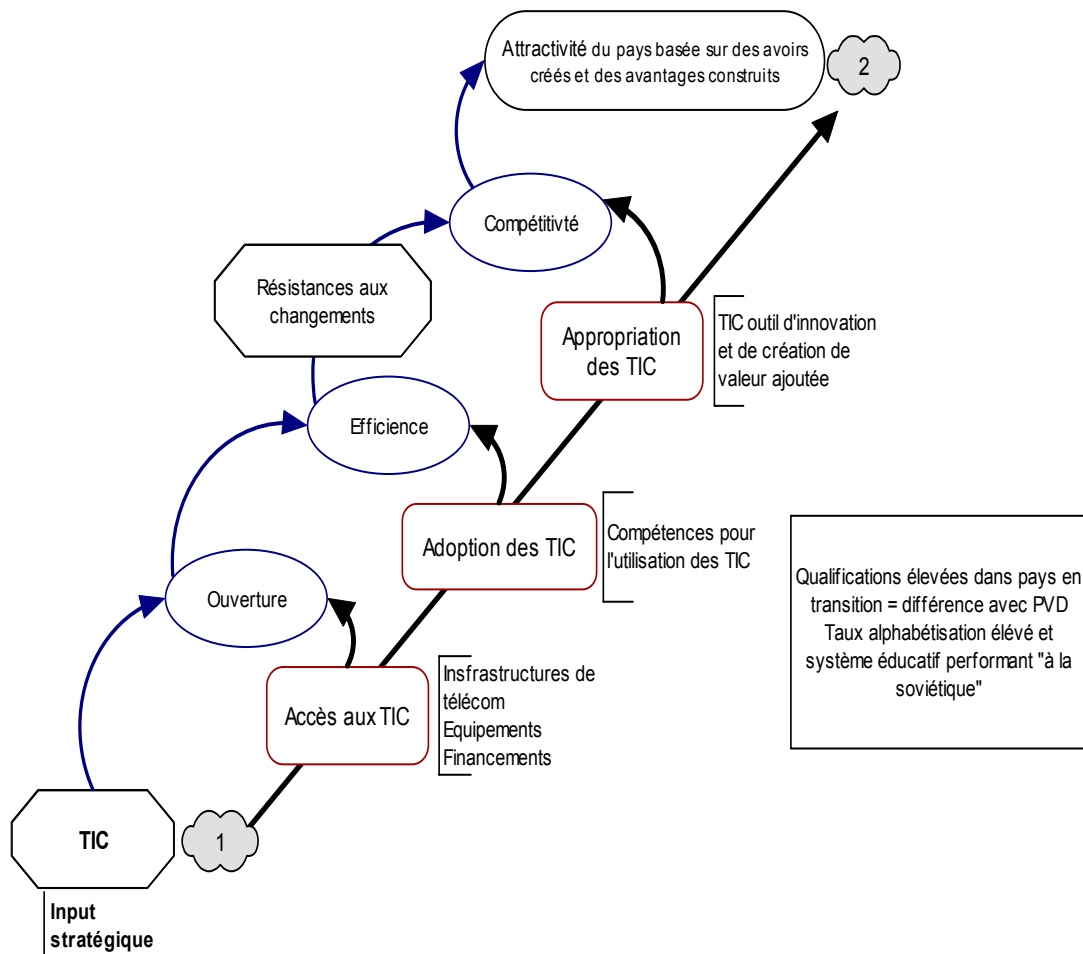 Attractivité du pays basée sur des avoirs
créés et des avantages construits
2
Compétitivté
Résistances aux
changements
Appropriation
des TIC
TIC outil d'innovation
et de création de
valeur ajoutée
Efficience
Adoption des TIC
Compétences pour
l'utilisation des TIC
Qualifications élevées dans pays en
transition = différence avec PVD
Taux alphabétisation élévé et
système éducatif performant "à la
soviétique"
Ouverture
Accès aux TIC
Insfrastructures de
télécom
Equipements
Financements
TIC
1
Input
stratégique